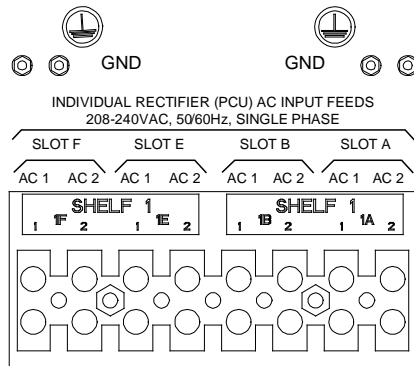 GND GND
INDIVIDUAL RECTIFIER (PCU) AC INPUT FEEDS
208-240VAC, 50/60Hz, SINGLE PHASE
SLOT F SLOT E SLOT B SLOT A
AC 1 AC 2 AC 1 AC 2 AC 1 AC 2 AC 1 AC 2
SHELF 1 SHELF 1
1 1F 2 1 1E 2 1 1B 2 1 1A 2